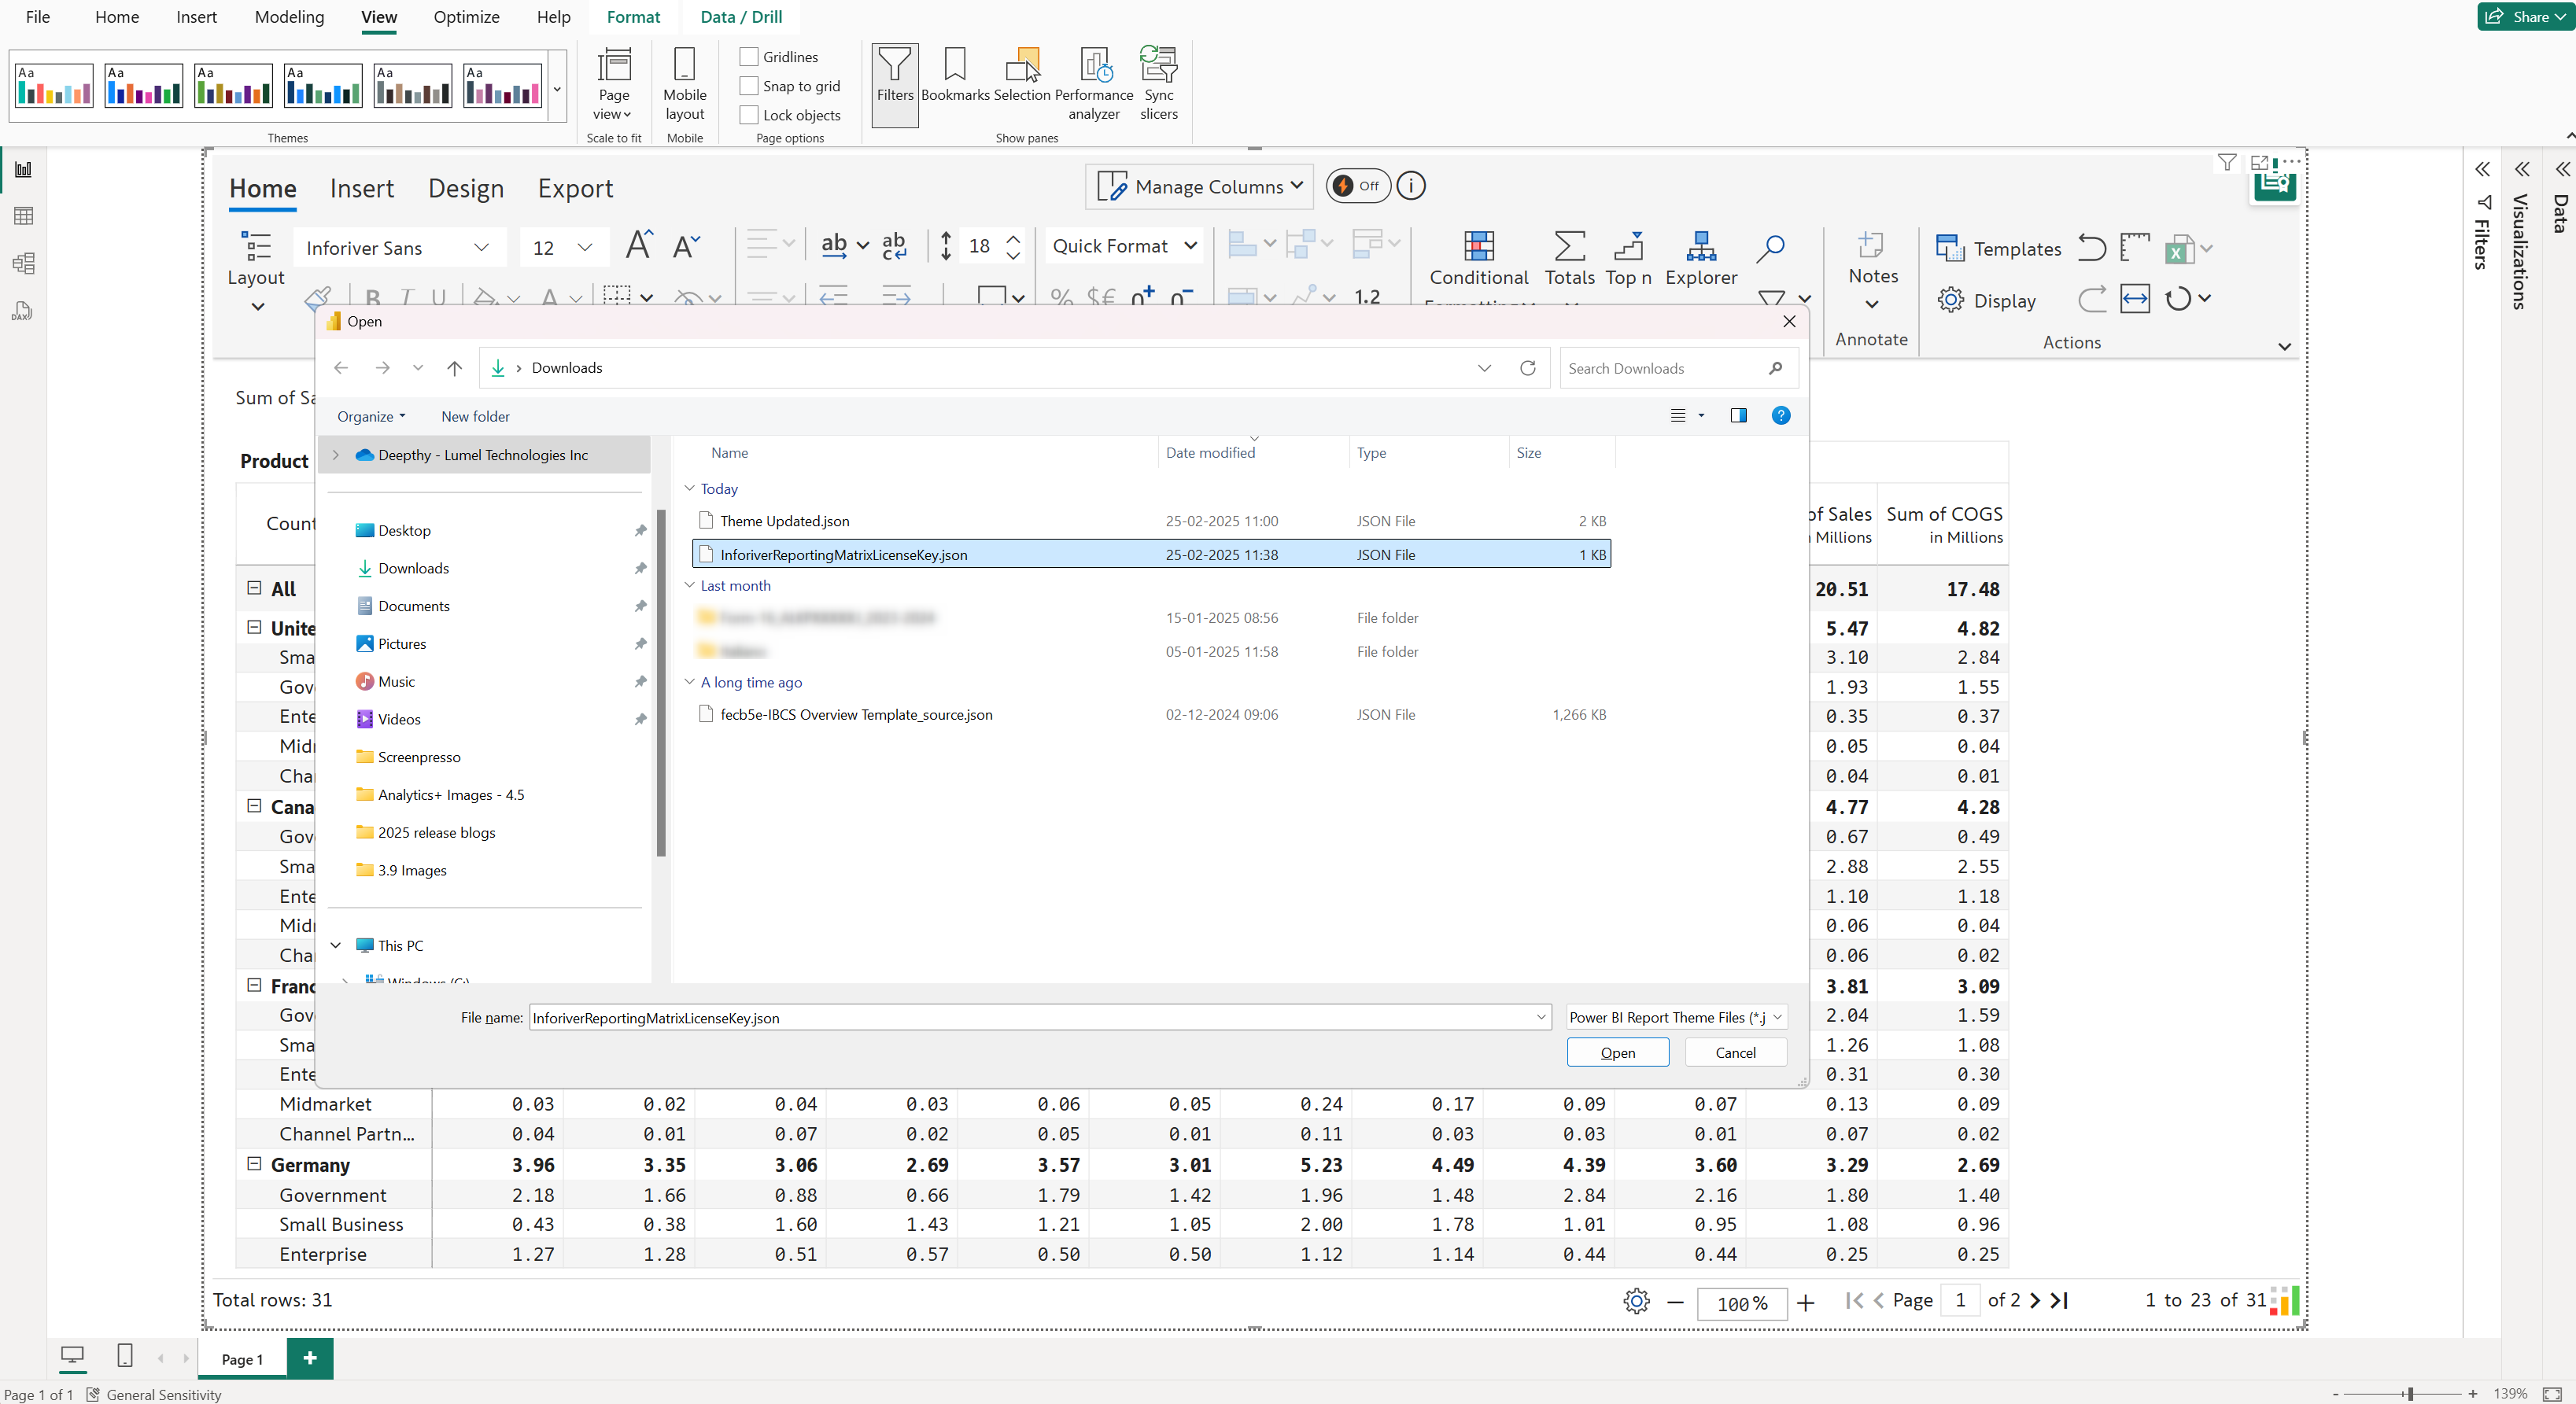 File Home Insert Modeling View Optimize Help Format Data / Drill Share
Aa Aa Aa Aa Aa Aa
Themes
Page view
Scale to fit
Mobile layout
Mobile
Gridlines
Snap to grid
Lock objects
Page options
Filters Bookmarks Selection Performance analyzer Sync slicers
Show panes
Home Insert Design Export
Manage Columns Off
Layout
Inforiver Sans 12
18
Quick Format
Conditional
Totals Top n Explorer
Notes
Annotate
Templates
Display
Actions
Filters
Visualizations
Data
Open
Downloads
Search Downloads
Organize New folder
Deepthy - Lumel Technologies Inc
Desktop
Downloads
Documents
Pictures
Music
Videos
Screenpresso
Analytics+ Images - 4.5
2025 release blogs
3.9 Images
This PC
Windows (C:)
Name Date modified Type Size
Today
Theme Updated.json 25-02-2025 11:00 JSON File 2 KB
InforiverReportingMatrixLicenseKey.json 25-02-2025 11:38 JSON File 1 KB
Last month
15-01-2025 08:56 File folder
05-01-2025 11:58 File folder
A long time ago
fecb5e-IBCS Overview Template_source.json 02-12-2024 09:06 JSON File 1,266 KB
File name: InforiverReportingMatrixLicenseKey.json Power BI Report Theme Files (*.j
Open Cancel
Sum of Sa
Product
Count
of Sales Sum of COGS
Millions in Millions
All 20.51 17.48
Unite 5.47 4.82
Sma 3.10 2.84
Gov 1.93 1.55
Ente 0.35 0.37
Midr 0.05 0.04
Cha 0.04 0.01
Cana 4.77 4.28
Gov 0.67 0.49
Sma 2.88 2.55
Ente 1.10 1.18
Midr 0.06 0.04
Cha 0.06 0.02
Franc 3.81 3.09
Gov 2.04 1.59
Sma 1.26 1.08
Ente 0.31 0.30
Midmarket 0.03 0.02 0.04 0.03 0.06 0.05 0.24 0.17 0.09 0.07 0.13 0.09
Channel Partn... 0.04 0.01 0.07 0.02 0.05 0.01 0.11 0.03 0.03 0.01 0.07 0.02
Germany 3.96 3.35 3.06 2.69 3.57 3.01 5.23 4.49 4.39 3.60 3.29 2.69
Government 2.18 1.66 0.88 0.66 1.79 1.42 1.96 1.48 2.84 2.16 1.80 1.40
Small Business 0.43 0.38 1.60 1.43 1.21 1.05 2.00 1.78 1.01 0.95 1.08 0.96
Enterprise 1.27 1.28 0.51 0.57 0.50 0.50 1.12 1.14 0.44 0.44 0.25 0.25
Total rows: 31 100% Page 1 of 2 1 to 23 of 31
Page 1
Page 1 of 1 General Sensitivity 139%